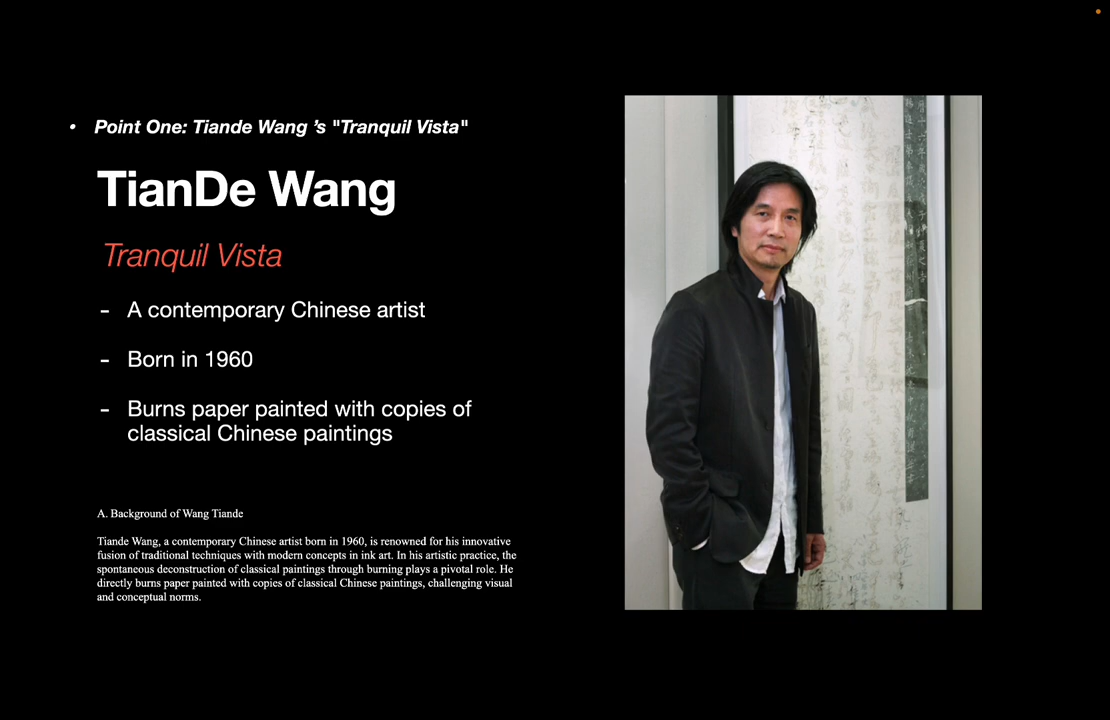 • Point One: Tiande Wang ’s "Tranquil Vista"
TianDe Wang
Tranquil Vista
- A contemporary Chinese artist
- Born in 1960
- Burns paper painted with copies of
classical Chinese paintings
A. Background of Wang Tiande
Tiande Wang, a contemporary Chinese artist born in 1960, is renowned for his innovative
fusion of traditional techniques with modern concepts in ink art. In his artistic practice, the
spontaneous deconstruction of classical paintings through burning plays a pivotal role. He
directly burns paper painted with copies of classical Chinese paintings, challenging visual
and conceptual norms.